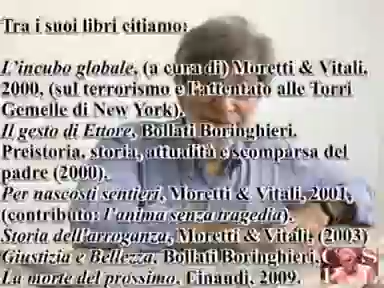 Tra i suoi libri citiamo:
L'incubo globale, (a cura di) Moretti & Vitali.
2000, (sul terrorismo e l'attentato alle Torri
Gemelle di New York).
Il gesto di Ettore, Bollati Boringhieri.
Preistoria, storia, attualità e scomparsa del
padre (2000).
Per nascosti sentieri, Moretti & Vitali, 2001,
(contributo: l'anima senza tragedia).
Storia dell'arroganza, Moretti & Vitali, (2003)
Giustizia e Bellezza, Bollati Boringhieri,
La morte del prossimo, Einaudi, 2009.